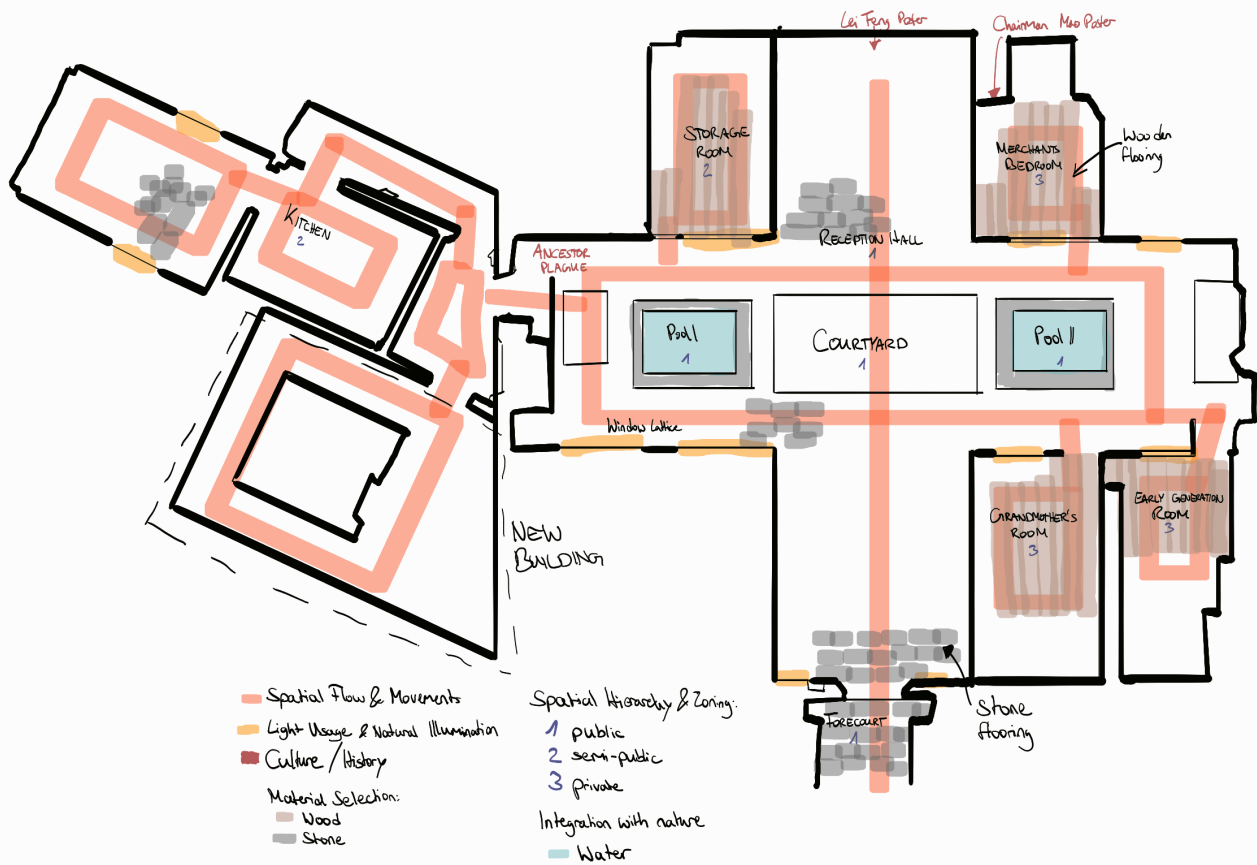 Lei Feng Poster
Chairman Mao Poster
STORAGE
ROOM
2
MERCHANTS
BEDROOM
3
Wooden
flooring
KITCHEN
2
RECEPTION HALL
1
ANCESTOR
PLAGUE
Pool I
1
COURTYARD
1
Pool II
1
Window Lattice
GRANDMOTHER'S
ROOM
3
EARLY GENERATION
ROOM
3
NEW
BUILDING
FORECOURT
1
Stone
flooring
Spatial Flow & Movements
Light Usage & Natural Illumination
Culture / History
Material Selection:
Wood
Stone
Spatial Hierarchy & Zoning:
1 public
2 semi-public
3 private
Integration with nature
Water